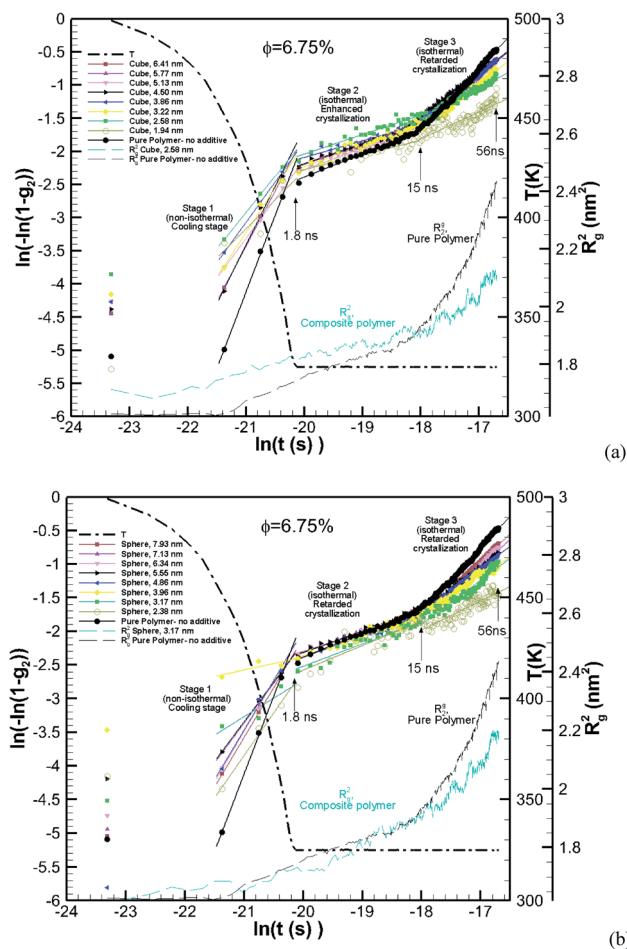 0
-0.5
-1
-1.5
-2
-2.5
-3
-3.5
-4
-4.5
-5
-5.5
-6
ln(-ln(1-g2))
ϕ=6.75%
T
Cube, 6.41 nm
Cube, 5.77 nm
Cube, 5.13 nm
Cube, 4.50 nm
Cube, 3.86 nm
Cube, 3.22 nm
Cube, 2.58 nm
Cube, 1.94 nm
Pure Polymer- no additive
Rg2 Cube, 2.58 nm
Rg2 Pure Polymer- no additive
Stage 3
(isothermal)
Retarded
crystallization
Stage 2
(isothermal)
Enhanced
crystallization
Stage 1
(non-isothermal)
Cooling stage
1.8 ns
15 ns
56ns
Pure Polymer
Composite polymer
500
450
400
350
300
T(K)
3
2.8
2.6
2.4
2.2
2
1.8
Rg2 (nm2)
-24 -23 -22 -21 -20 -19 -18 -17
ln(t (s) )
(a)
0
-0.5
-1
-1.5
-2
-2.5
-3
-3.5
-4
-4.5
-5
-5.5
-6
ln(-ln(1-g2))
ϕ=6.75%
T
Sphere, 7.93 nm
Sphere, 7.13 nm
Sphere, 6.34 nm
Sphere, 5.55 nm
Sphere, 4.86 nm
Sphere, 3.96 nm
Sphere, 3.17 nm
Sphere, 2.38 nm
Pure Polymer- no additive
Rg2 Sphere, 3.17 nm
Rg2 Pure Polymer- no additive
Stage 3
(isothermal)
Retarded
crystallization
Stage 2
(isothermal)
Retarded
crystallization
Stage 1
(non-isothermal)
Cooling stage
1.8 ns
15 ns
56ns
Pure Polymer
Composite polymer
500
450
400
350
300
T(K)
3
2.8
2.6
2.4
2.2
2
1.8
Rg2 (nm2)
-24 -23 -22 -21 -20 -19 -18 -17
ln(t (s) )
(b)